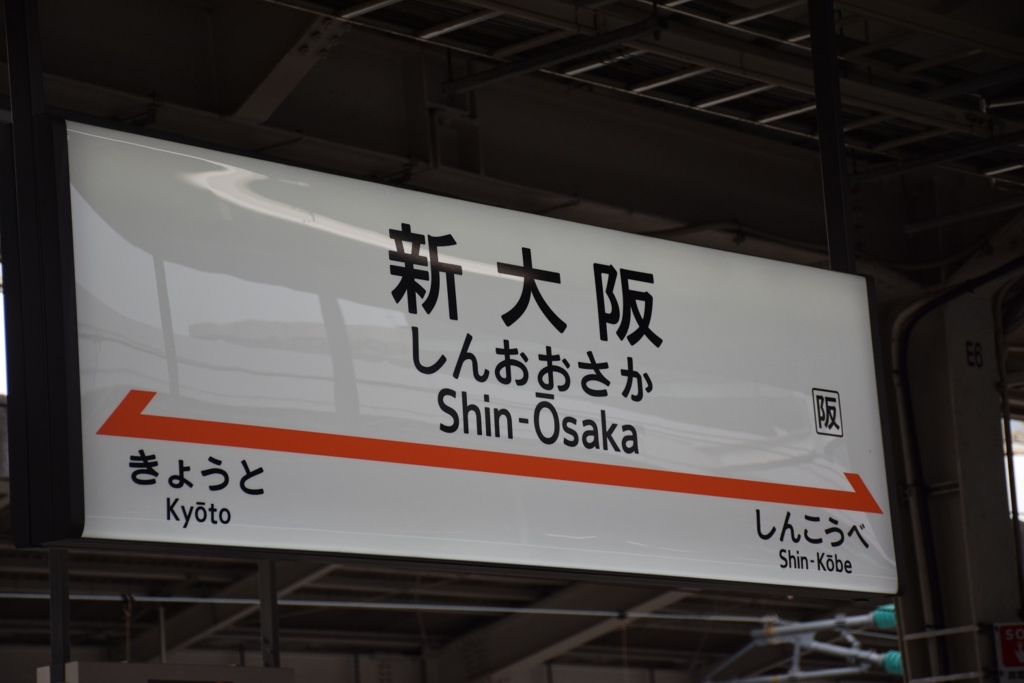 新大阪
しんおおさか
Shin-Ōsaka
阪
きょうと
Kyōto
しんこうべ
Shin-Kōbe
E6